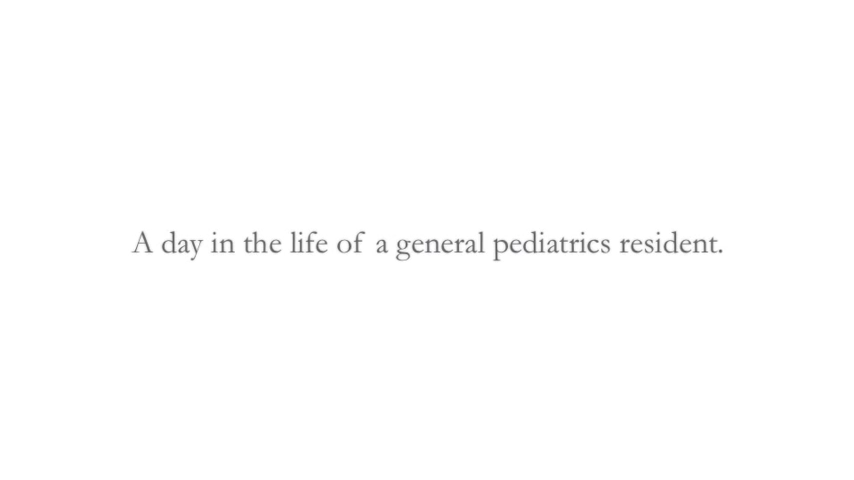 A day in the life of a general pediatrics resident.